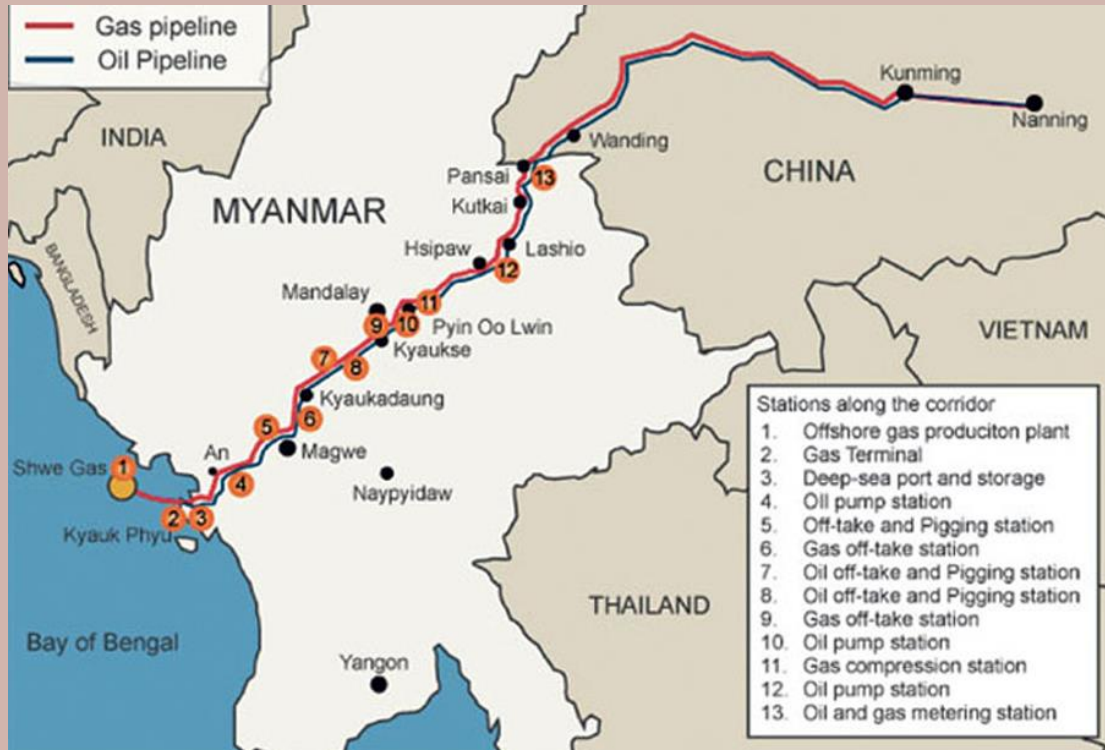 Gas pipeline
Oil Pipeline
INDIA
Kunming
Nanning
Wanding
CHINA
Pansai
13
Kutkai
MYANMAR
BANGLADESH
Hsipaw
Lashio
12
Mandalay
11
9
10
Pyin Oo Lwin
VIETNAM
Kyaukse
7
8
Kyaukadaung
5
6
An
Magwe
Shwe Gas
1
4
Naypyidaw
2
3
Kyauk Phyu
THAILAND
Bay of Bengal
Yangon
Stations along the corridor
1. Offshore gas produciton plant
2. Gas Terminal
3. Deep-sea port and storage
4. Oll pump station
5. Off-take and Pigging station
6. Gas off-take station
7. Oil off-take and Pigging station
8. Oil off-take and Pigging station
9. Gas off-take station
10. Oil pump station
11. Gas compression station
12. Oil pump station
13. Oil and gas metering station